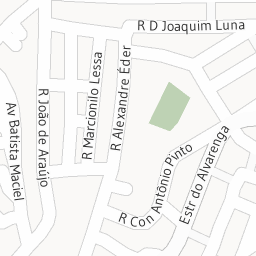 R D Joaquim Luna
R Alexandre Éder
R Marcionilo Lessa
R João de Araújo
Av Batista Maciel
R Con Antônio Pinto
Estr do Alvarenga